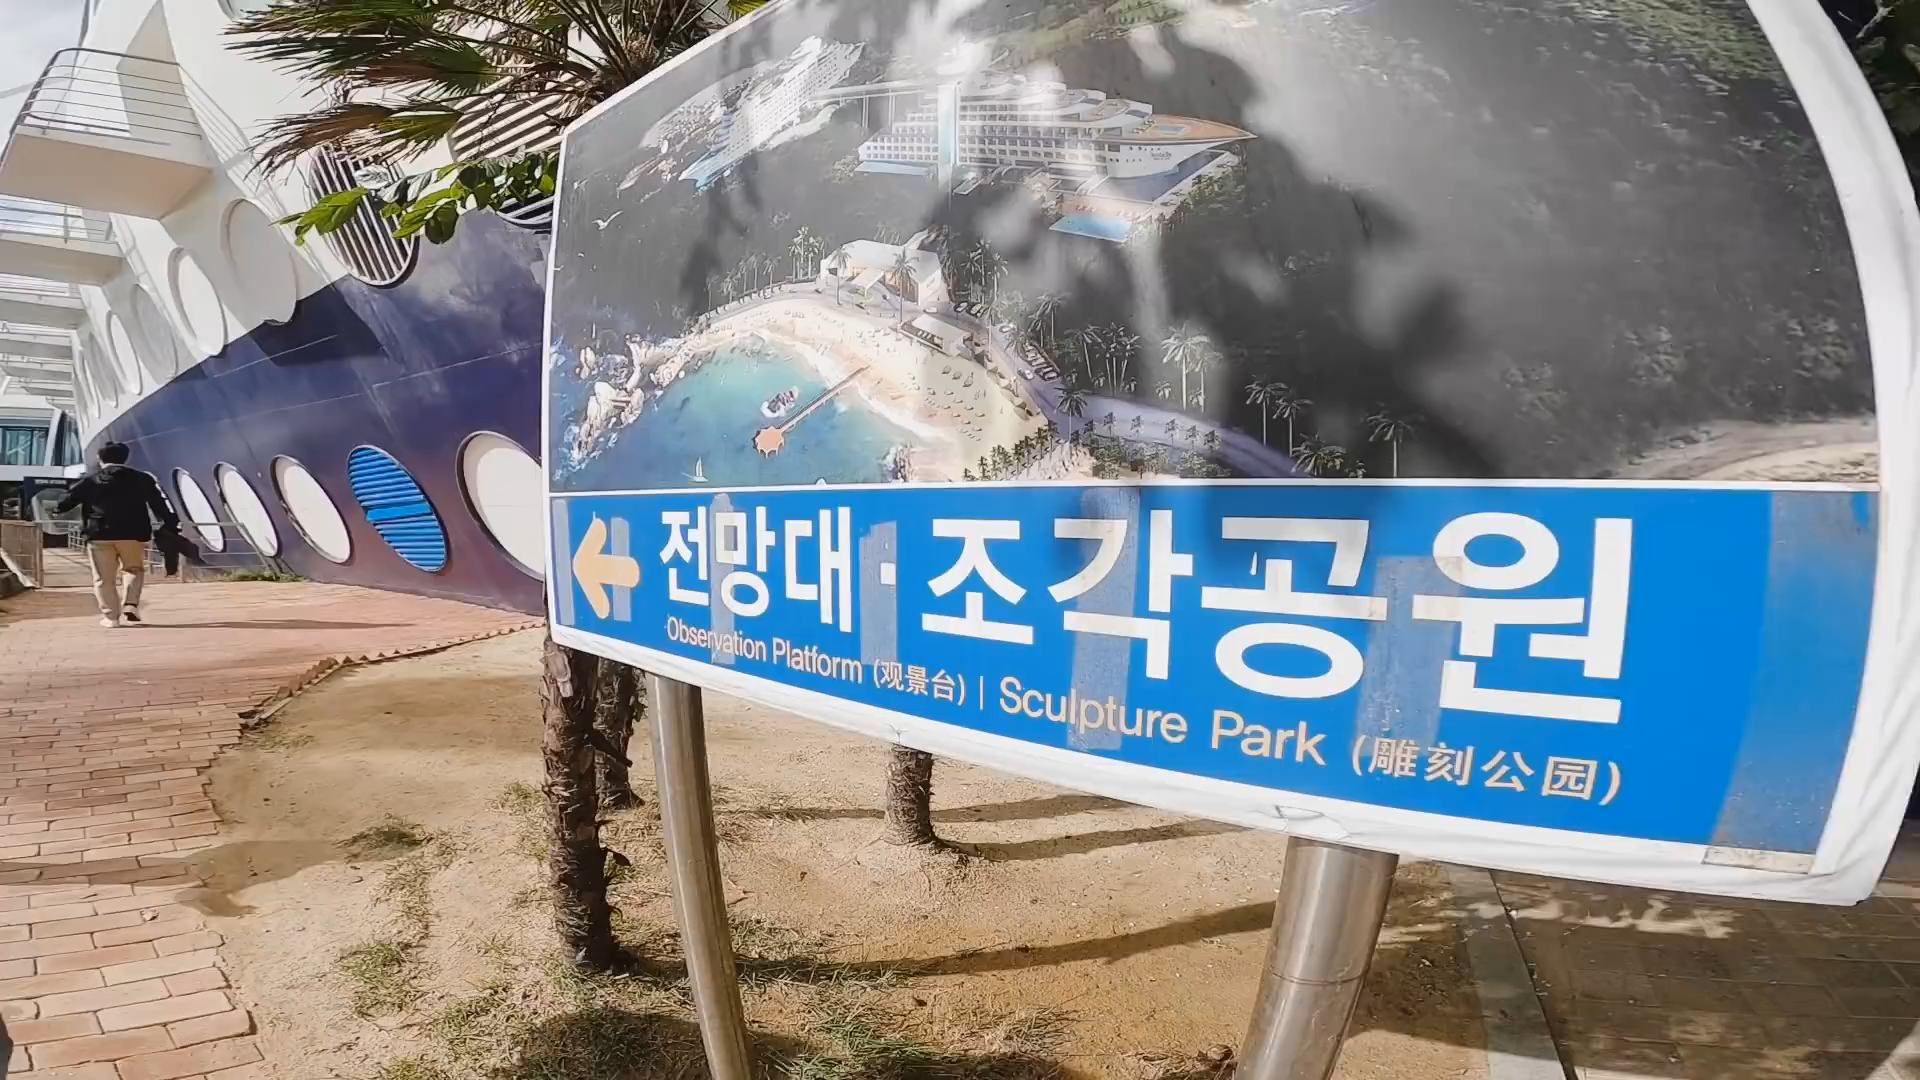 전망대 · 조각공원
Observation Platform (观景台) | Sculpture Park (雕刻公园)